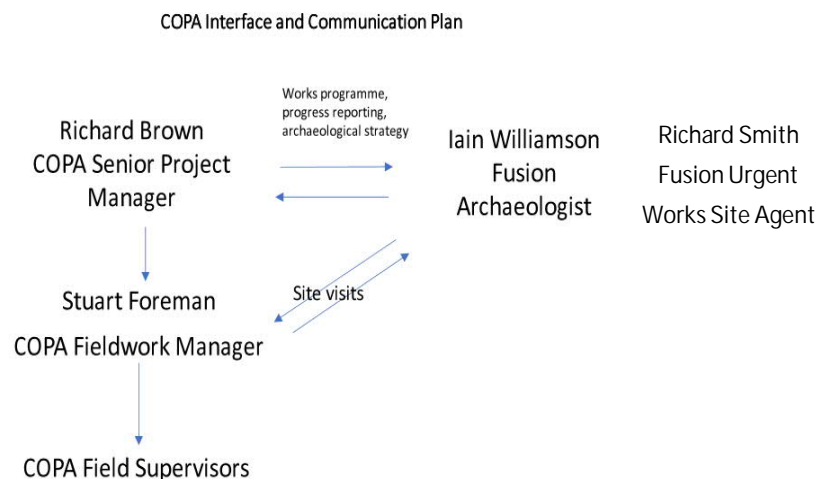 COPA Interface and Communication Plan
Works programme,
progress reporting,
archaeological strategy
Richard Brown
COPA Senior Project
Manager
Iain Williamson
Fusion
Archaeologist
Richard Smith
Fusion Urgent
Works Site Agent
Site visits
Stuart Foreman
COPA Fieldwork Manager
COPA Field Supervisors